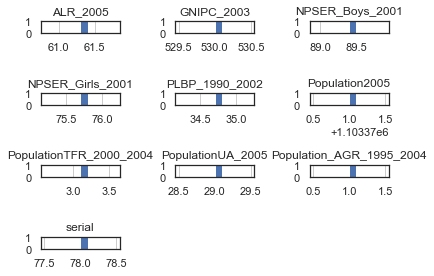 ALR_2005
1
0
61.0 61.5
GNIPC_2003
1
0
529.5 530.0 530.5
NPSER_Boys_2001
1
0
89.0 89.5
NPSER_Girls_2001
1
0
75.5 76.0
PLBP_1990_2002
1
0
34.5 35.0
Population2005
1
0
0.5 1.0 1.5
+1.10337e6
PopulationTFR_2000_2004
1
0
3.0 3.5
PopulationUA_2005
1
0
28.5 29.0 29.5
Population_AGR_1995_2004
1
0
0.5 1.0 1.5
serial
1
0
77.5 78.0 78.5